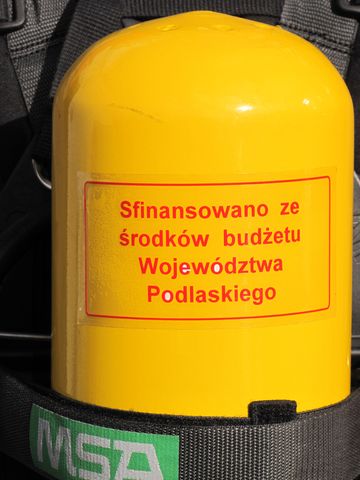 Sfinansowano ze
środków budżetu
Województwa
Podlaskiego
MSA